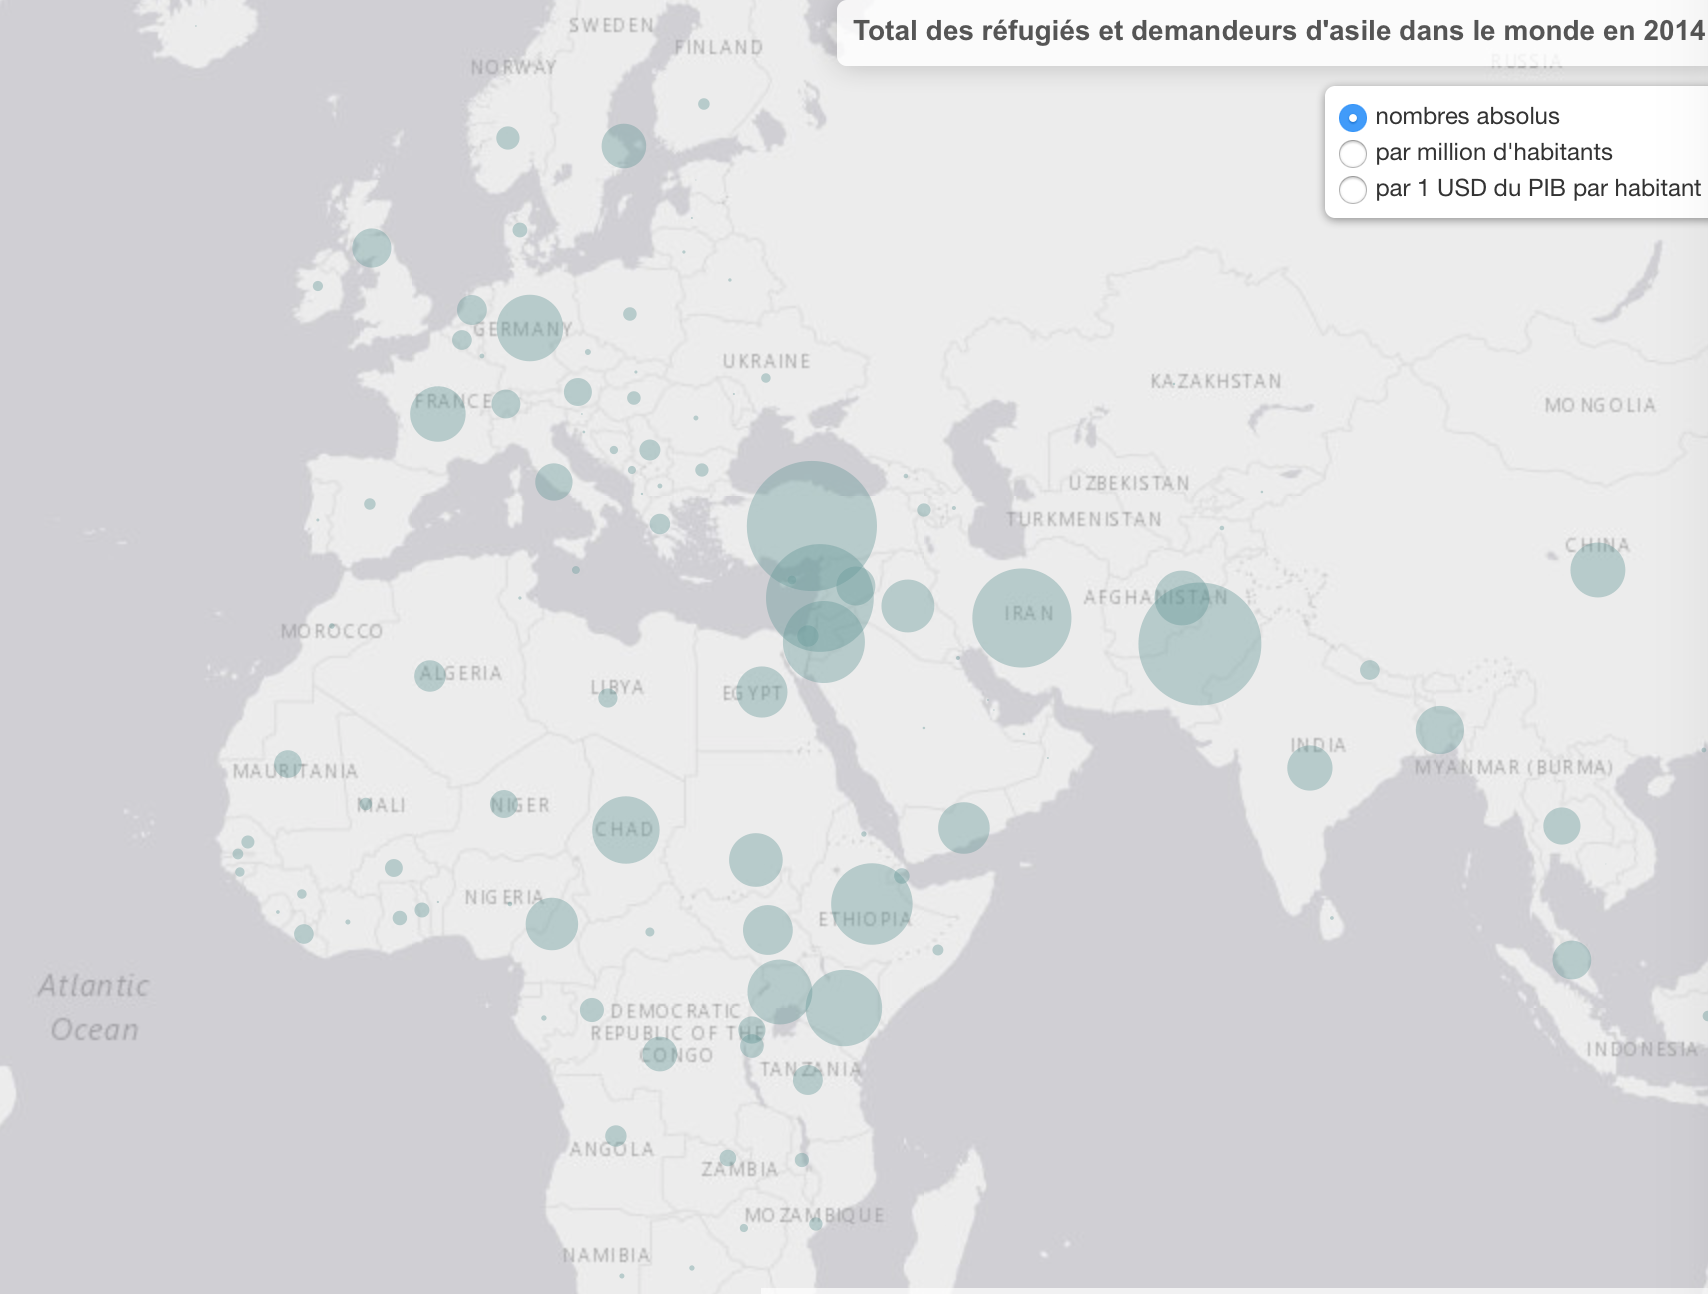 Total des réfugiés et demandeurs d'asile dans le monde en 2014
nombres absolus
par million d'habitants
par 1 USD du PIB par habitant
SWEDEN
FINLAND
NORWAY
RUSSIA
GERMANY
UKRAINE
KAZAKHSTAN
FRANCE
MONGOLIA
UZBEKISTAN
TURKMENISTAN
CHINA
AFGHANISTAN
IRAN
MOROCCO
ALGERIA
LIBYA
EGYPT
INDIA
MAURITANIA
MYANMAR (BURMA)
MALI
NIGER
CHAD
NIGERIA
ETHIOPIA
Atlantic
Ocean
DEMOCRATIC
REPUBLIC OF THE
CONGO
INDONESIA
TANZANIA
ANGOLA
ZAMBIA
MOZAMBIQUE
NAMIBIA